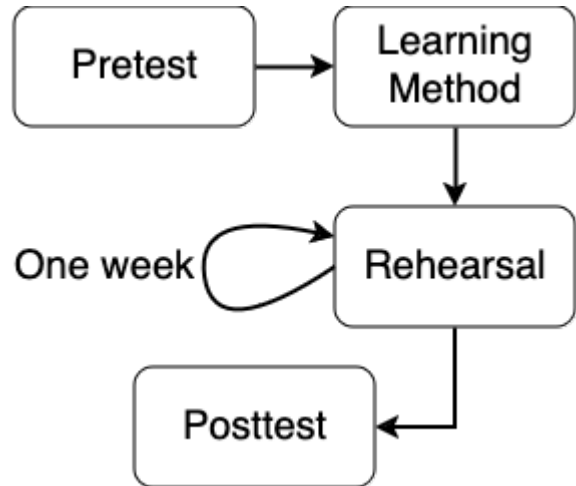 Pretest
Learning
Method
One week
Rehearsal
Posttest